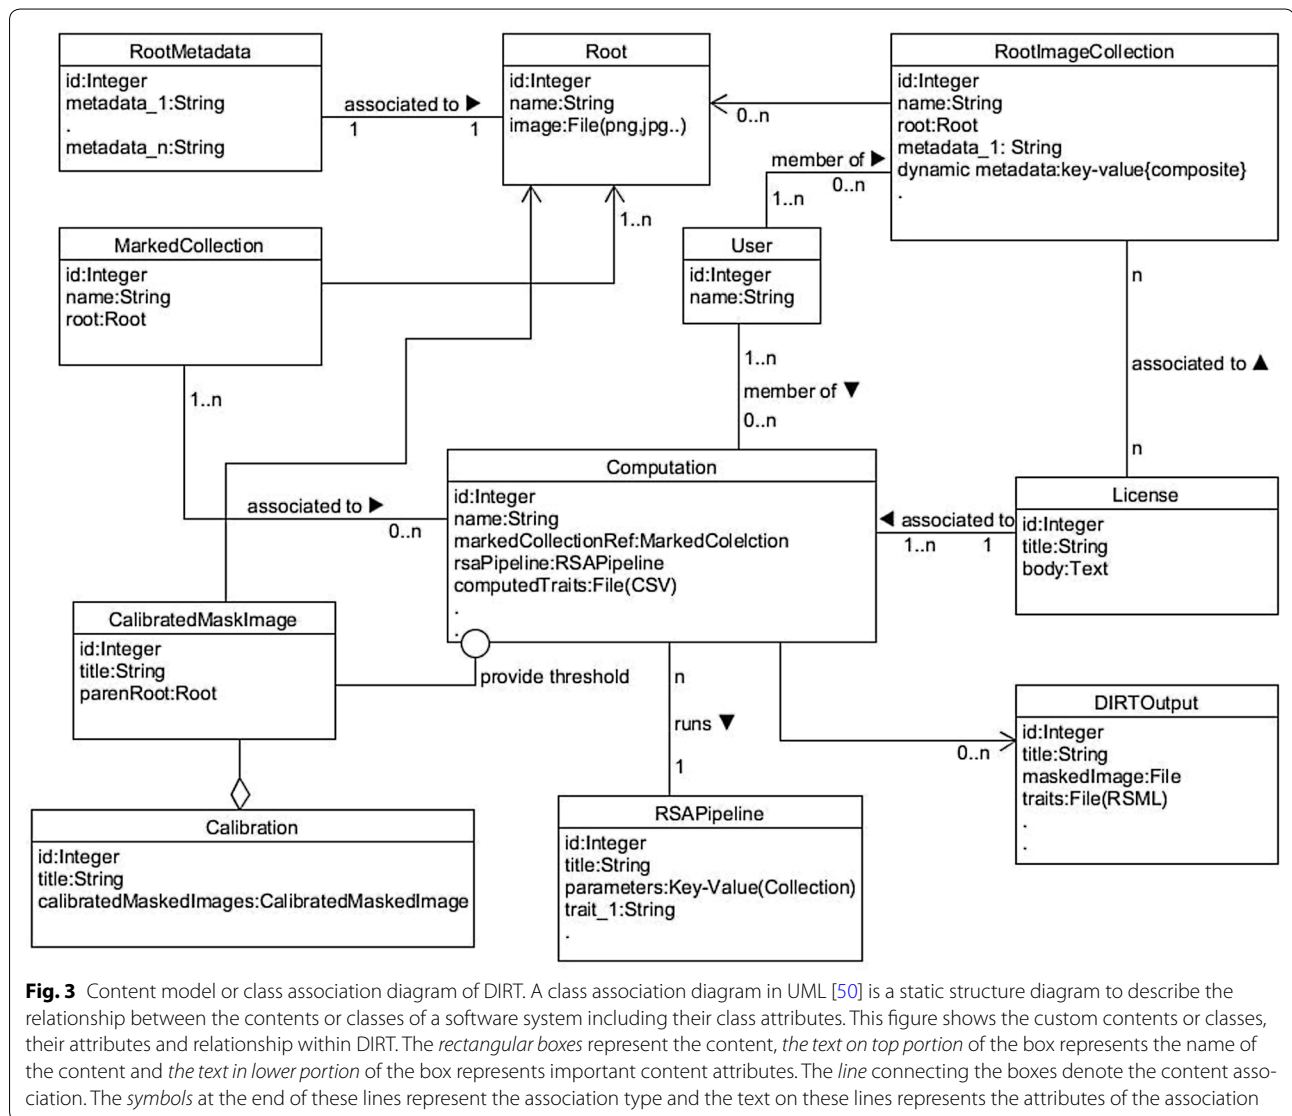 RootMetadata
id:Integer
metadata_1:String
.
metadata_n:String
associated to ▶
1
1
Root
id:Integer
name:String
image:File(png,jpg..)
RootImageCollection
id:Integer
name:String
root:Root
metadata_1: String
dynamic metadata:key-value{composite}
.
0..n
member of ▶
0..n
1..n
1..n
MarkedCollection
id:Integer
name:String
root:Root
User
id:Integer
name:String
n
associated to ▲
n
1..n
1..n
member of ▼
0..n
associated to ▶
0..n
Computation
id:Integer
name:String
markedCollectionRef:MarkedColelction
rsaPipeline:RSAPipeline
computedTraits:File(CSV)
.
.
◀ associated to
1..n
1
License
id:Integer
title:String
body:Text
CalibratedMaskImage
id:Integer
title:String
parenRoot:Root
provide threshold
n
runs ▼
1
0..n
DIRTOutput
id:Integer
title:String
maskedImage:File
traits:File(RSML)
.
.
Calibration
id:Integer
title:String
calibratedMaskedImages:CalibratedMaskedImage
RSAPipeline
id:Integer
title:String
parameters:Key-Value(Collection)
trait_1:String
.
Fig. 3 Content model or class association diagram of DIRT. A class association diagram in UML [50] is a static structure diagram to describe the
relationship between the contents or classes of a software system including their class attributes. This figure shows the custom contents or classes,
their attributes and relationship within DIRT. The rectangular boxes represent the content, the text on top portion of the box represents the name of
the content and the text in lower portion of the box represents important content attributes. The line connecting the boxes denote the content asso-
ciation. The symbols at the end of these lines represent the association type and the text on these lines represents the attributes of the association